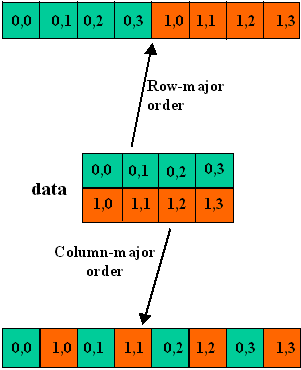 0,0 0,1 0,2 0,3 1,0 1,1 1,2 1,3
Row-major
order
0,0 0,1 0,2 0,3
data
1,0 1,1 1,2 1,3
Column-major
order
0,0 1,0 0,1 1,1 0,2 1,2 0,3 1,3